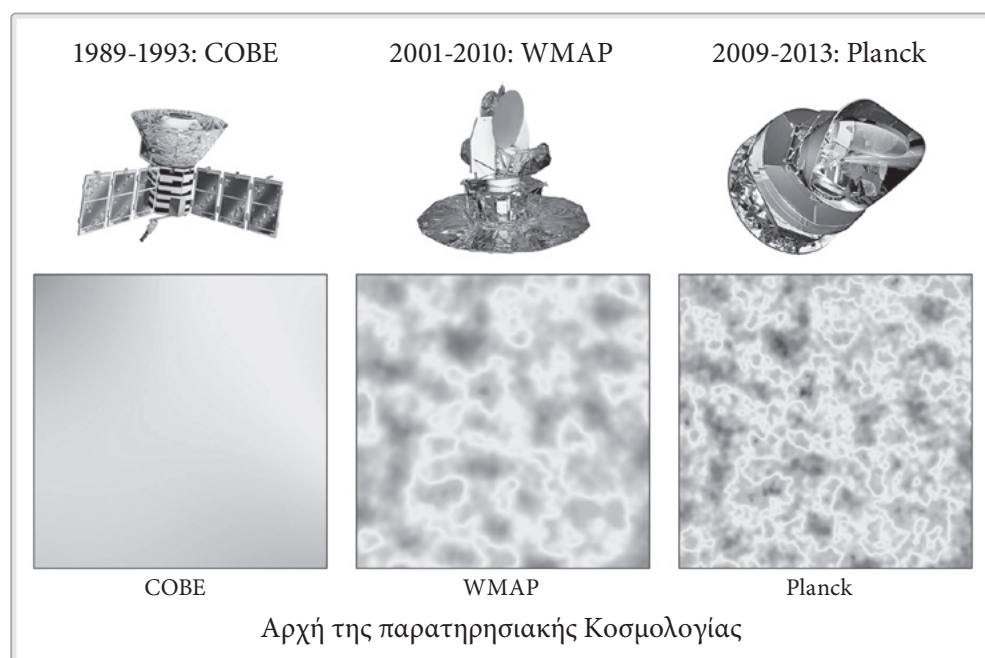 1989-1993: COBE
2001-2010: WMAP
2009-2013: Planck
COBE
WMAP
Planck
Αρχή της παρατηρησιακής Κοσμολογίας